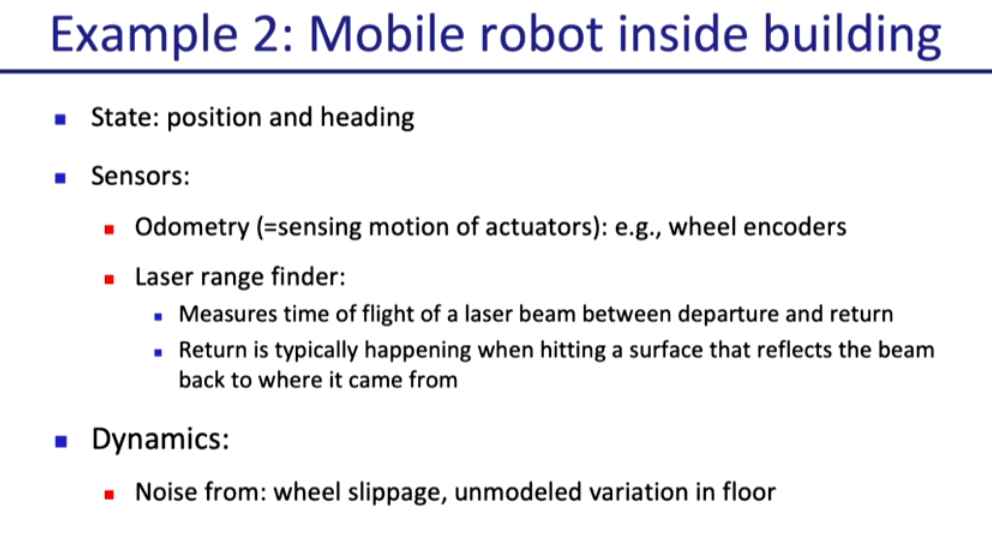 Example 2: Mobile robot inside building
State: position and heading
Sensors:
Odometry (=sensing motion of actuators): e.g., wheel encoders
Laser range finder:
Measures time of flight of a laser beam between departure and return
Return is typically happening when hitting a surface that reflects the beam
back to where it came from
Dynamics:
Noise from: wheel slippage, unmodeled variation in floor